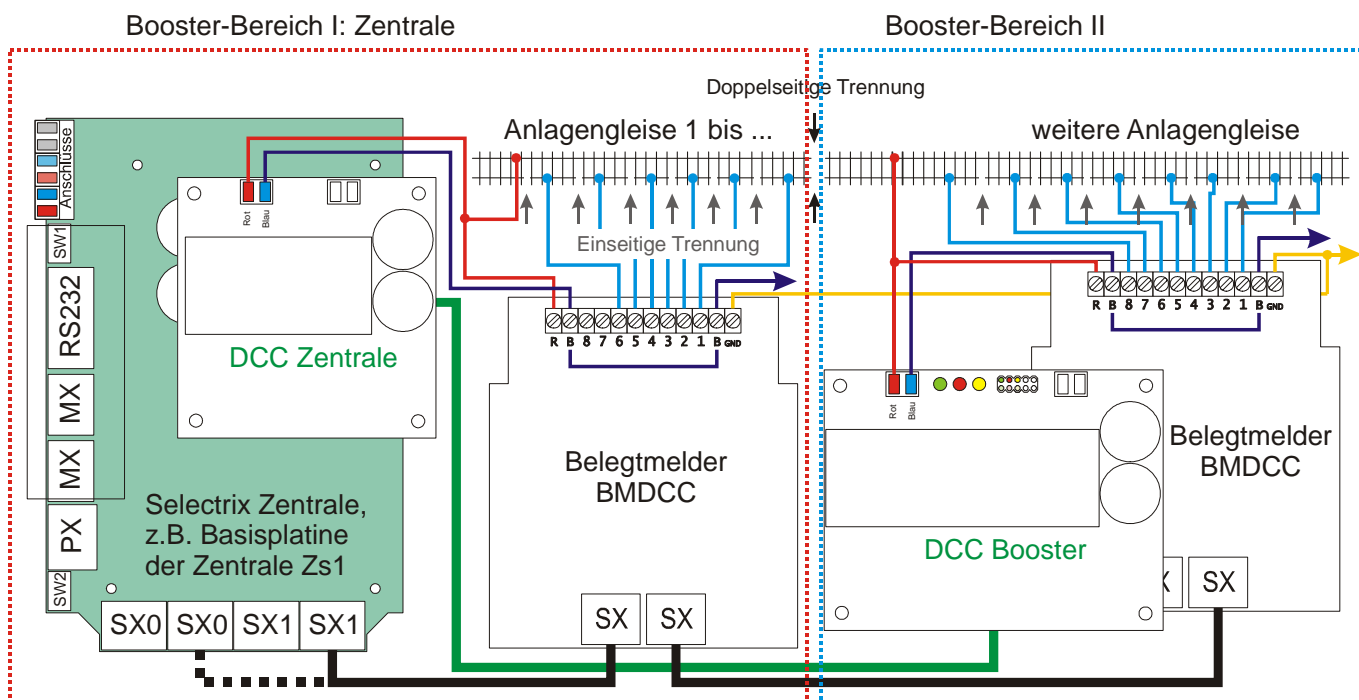 Booster-Bereich I: Zentrale
Booster-Bereich II
Doppelseitige Trennung
Anlagengleise 1 bis ...
weitere Anlagengleise
Anschlüsse
Rot
Blau
Einseitige Trennung
SW1
RS232
MX
MX
PX
SW2
DCC Zentrale
R B 8 7 6 5 4 3 2 1 B GND
R B 8 7 6 5 4 3 2 1 B GND
Rot
Blau
Belegtmelder
BMDCC
Belegtmelder
BMDCC
Selectrix Zentrale,
z.B. Basisplatine
der Zentrale Zs1
DCC Booster
SX0 SX0 SX1 SX1
SX SX
X SX